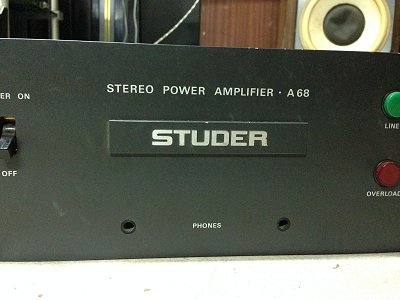 STEREO POWER AMPLIFIER · A68
ER ON
STUDER
LINE
OFF
OVERLOAD
PHONES